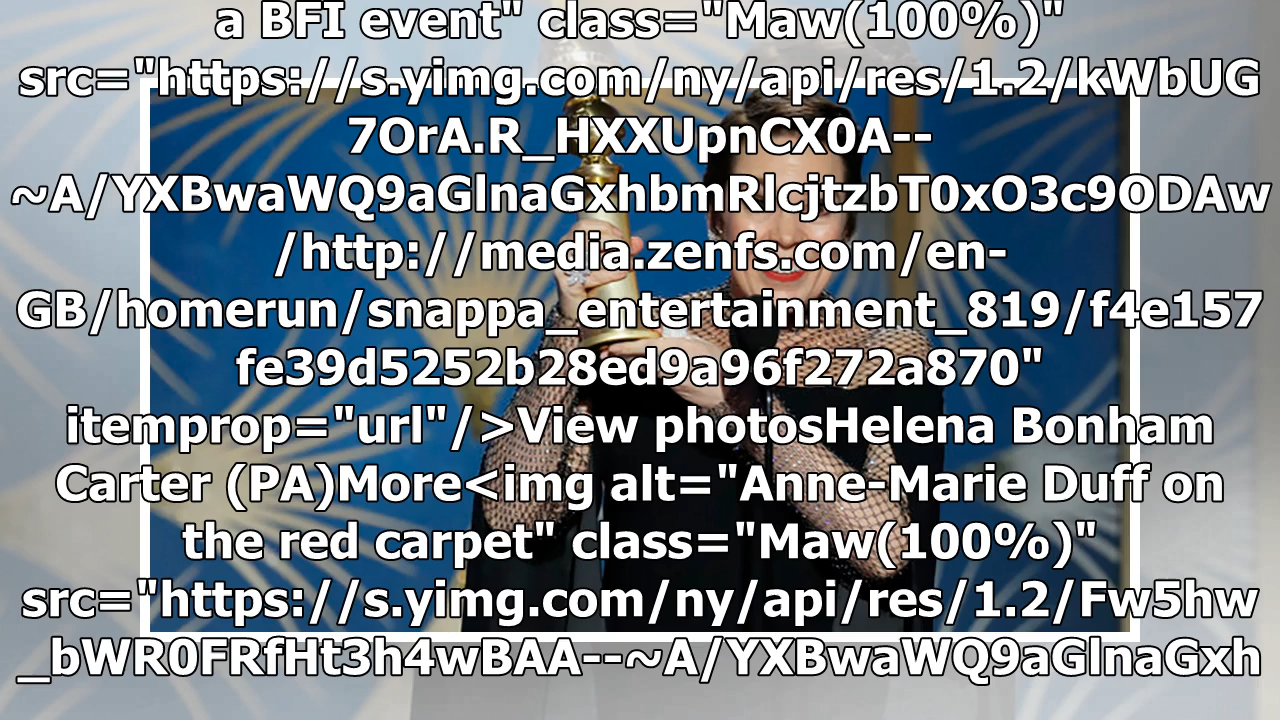 a BFI event" class="Maw(100%)"
src="https://s.yimg.com/ny/api/res/1.2/kWbUG
7OrA.R_HXXUpnCX0A--
~A/YXBwaWQ9aGlnaGxhbmRlcjtzbT0xO3c9ODAw
/http://media.zenfs.com/en-
GB/homerun/snappa_entertainment_819/f4e157
fe39d5252b28ed9a96f272a870"
itemprop="url"/>View photosHelena Bonham
Carter (PA)More<img alt="Anne-Marie Duff on
the red carpet" class="Maw(100%)"
src="https://s.yimg.com/ny/api/res/1.2/Fw5hw
_bWR0FRfHt3h4wBAA--~A/YXBwaWQ9aGlnaGxh